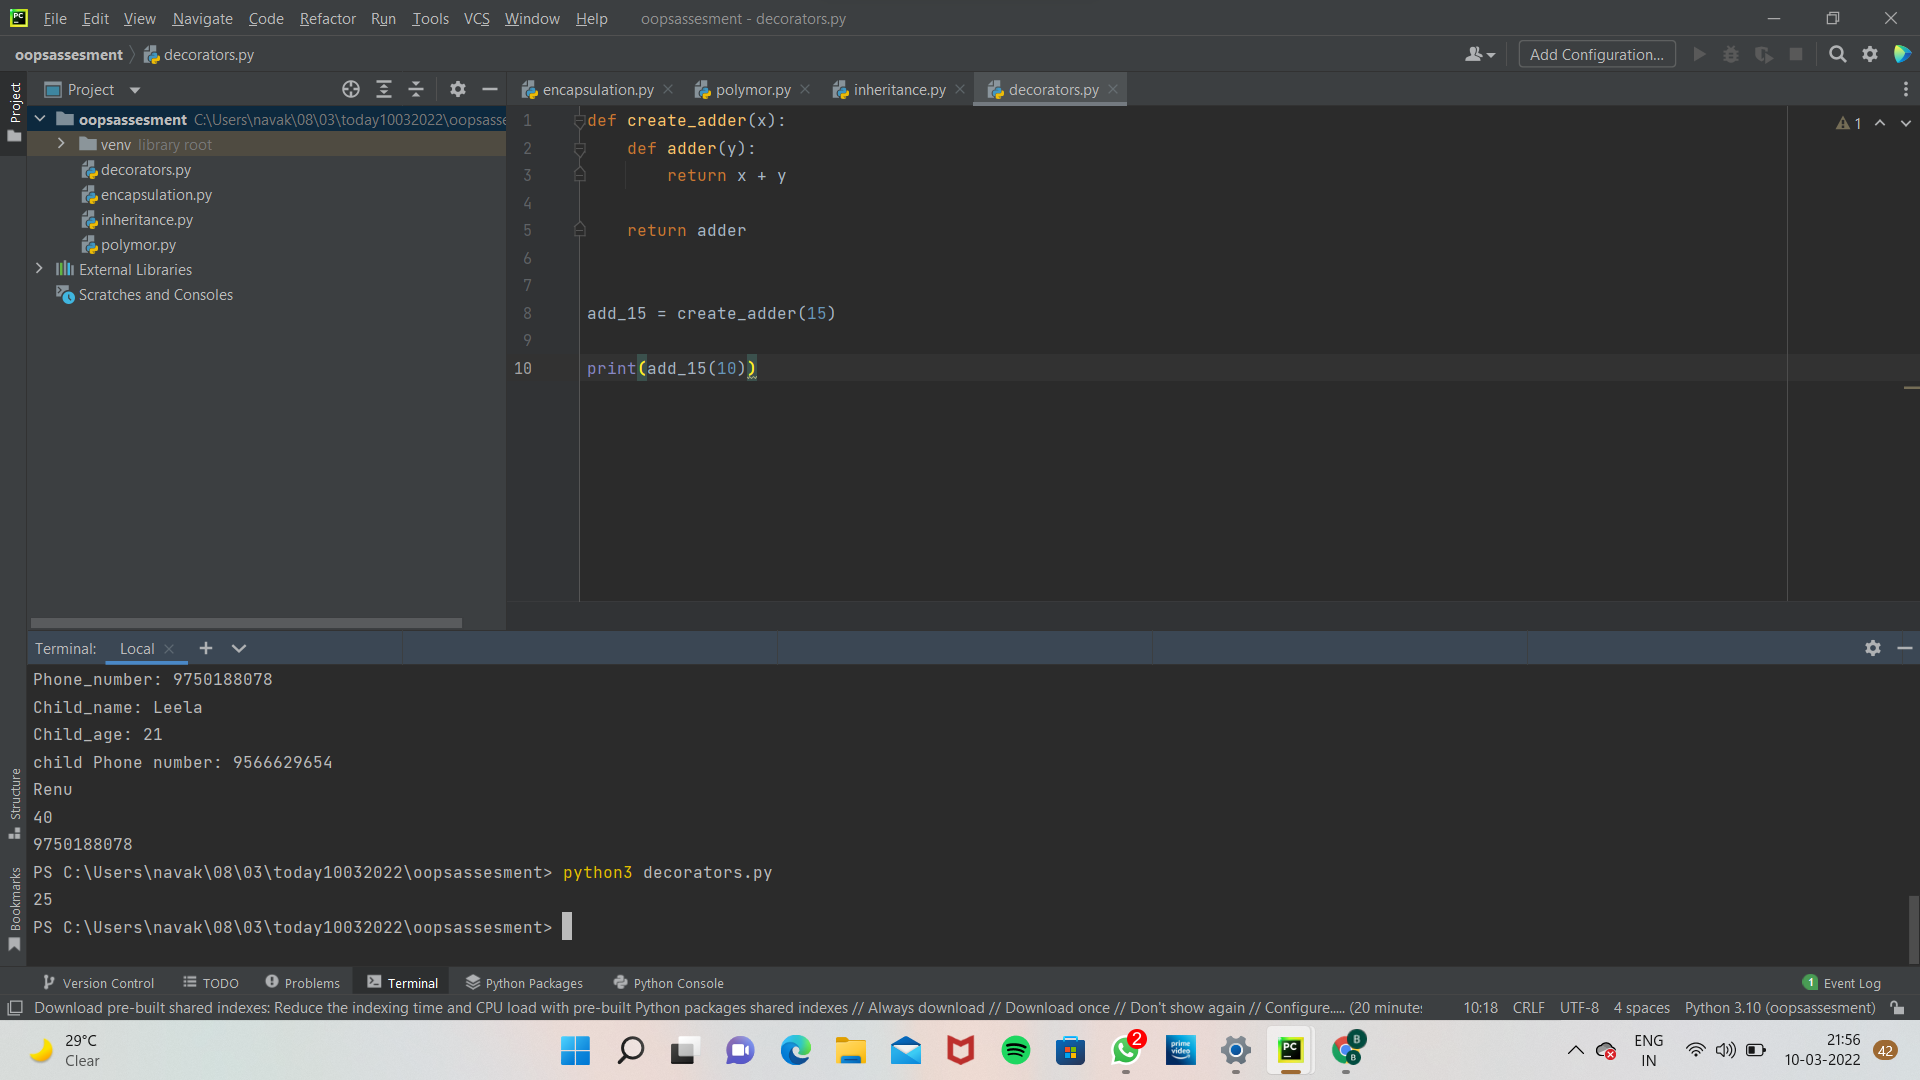 File Edit View Navigate Code Refactor Run Tools VCS Window Help oopsassesment - decorators.py
oopsassesment decorators.py Add Configuration...
Project
Project
encapsulation.py polymor.py inheritance.py decorators.py
oopsassesment C:\Users\navak\08\03\today10032022\oopsasse
venv library root
decorators.py
encapsulation.py
inheritance.py
polymor.py
External Libraries
Scratches and Consoles
1 def create_adder(x):
2 def adder(y):
3 return x + y
4
5 return adder
6
7
8 add_15 = create_adder(15)
9
10 print(add_15(10))
1
Terminal: Local
Phone_number: 9750188078
Child_name: Leela
Child_age: 21
child Phone number: 9566629654
Renu
40
9750188078
PS C:\Users\navak\08\03\today10032022\oopsassesment> python3 decorators.py
25
PS C:\Users\navak\08\03\today10032022\oopsassesment>
Structure
Bookmarks
Version Control TODO Problems Terminal Python Packages Python Console 1 Event Log
Download pre-built shared indexes: Reduce the indexing time and CPU load with pre-built Python packages shared indexes // Always download // Download once // Don't show again // Configure..... (20 minutes 10:18 CRLF UTF-8 4 spaces Python 3.10 (oopsassesment)
29°C
Clear
PC
prime video
2
PC
B
B
ENG
IN
21:56
10-03-2022
42